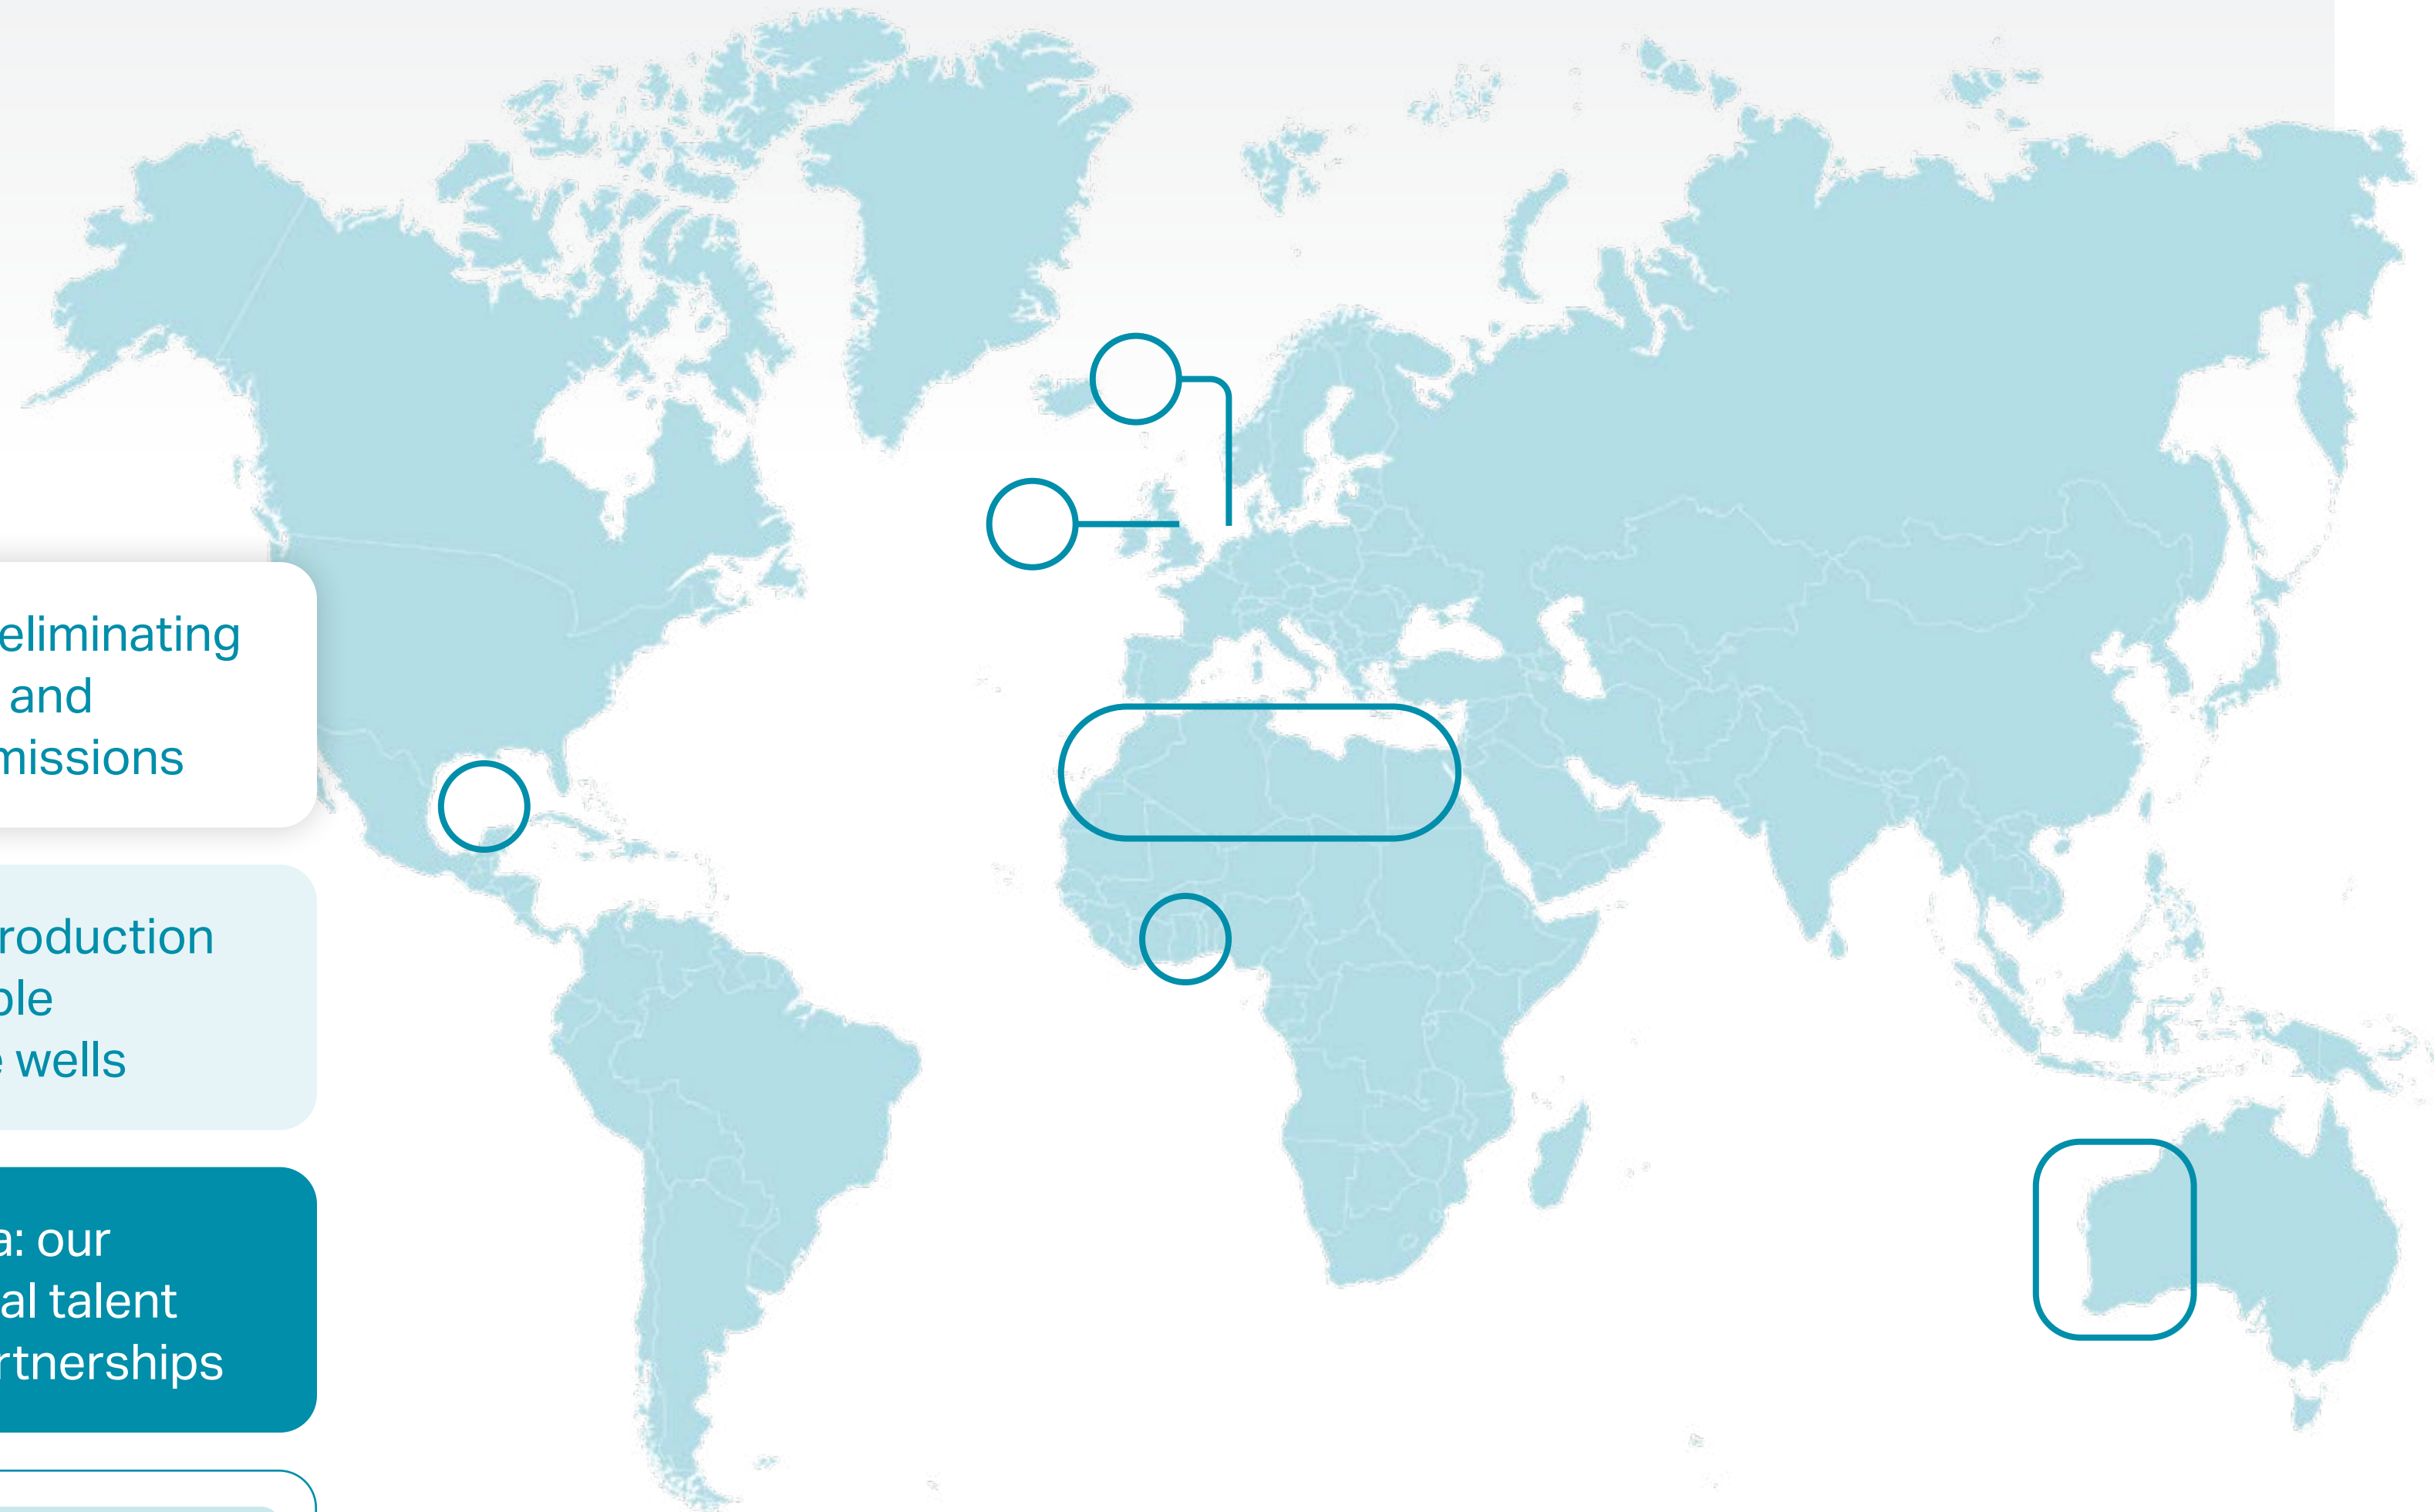 eliminating
and
missions
roduction
ble
wells
a: our
al talent
rtnerships